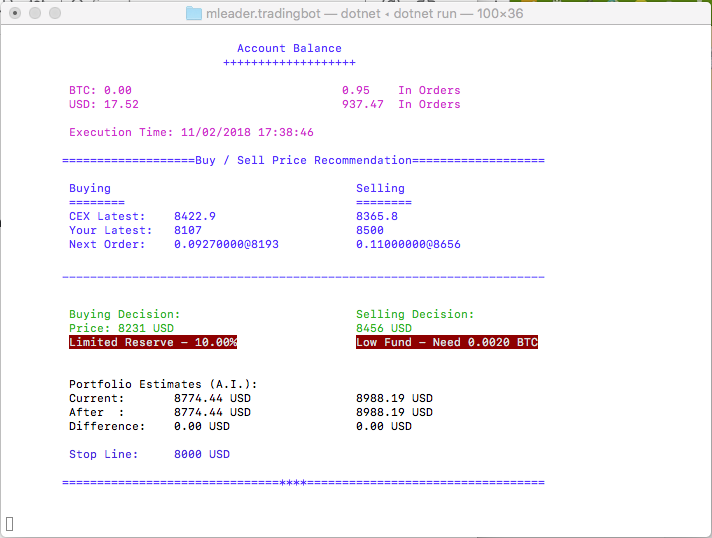 mleader.tradingbot — dotnet • dotnet run — 100×36
Account Balance
+++++++++++++++++++
BTC: 0.00 0.95 In Orders
USD: 17.52 937.47 In Orders
Execution Time: 11/02/2018 17:38:46
===================Buy / Sell Price Recommendation===================
Buying Selling
======== ========
CEX Latest: 8422.9 8365.8
Your Latest: 8107 8500
Next Order: 0.09270000@8193 0.11000000@8656
_____________________________________________________________________
Buying Decision: Selling Decision:
Price: 8231 USD 8456 USD
Limited Reserve – 10.00% Low Fund – Need 0.0020 BTC
Portfolio Estimates (A.I.):
Current: 8774.44 USD 8988.19 USD
After : 8774.44 USD 8988.19 USD
Difference: 0.00 USD 0.00 USD
Stop Line: 8000 USD
===============================****==================================